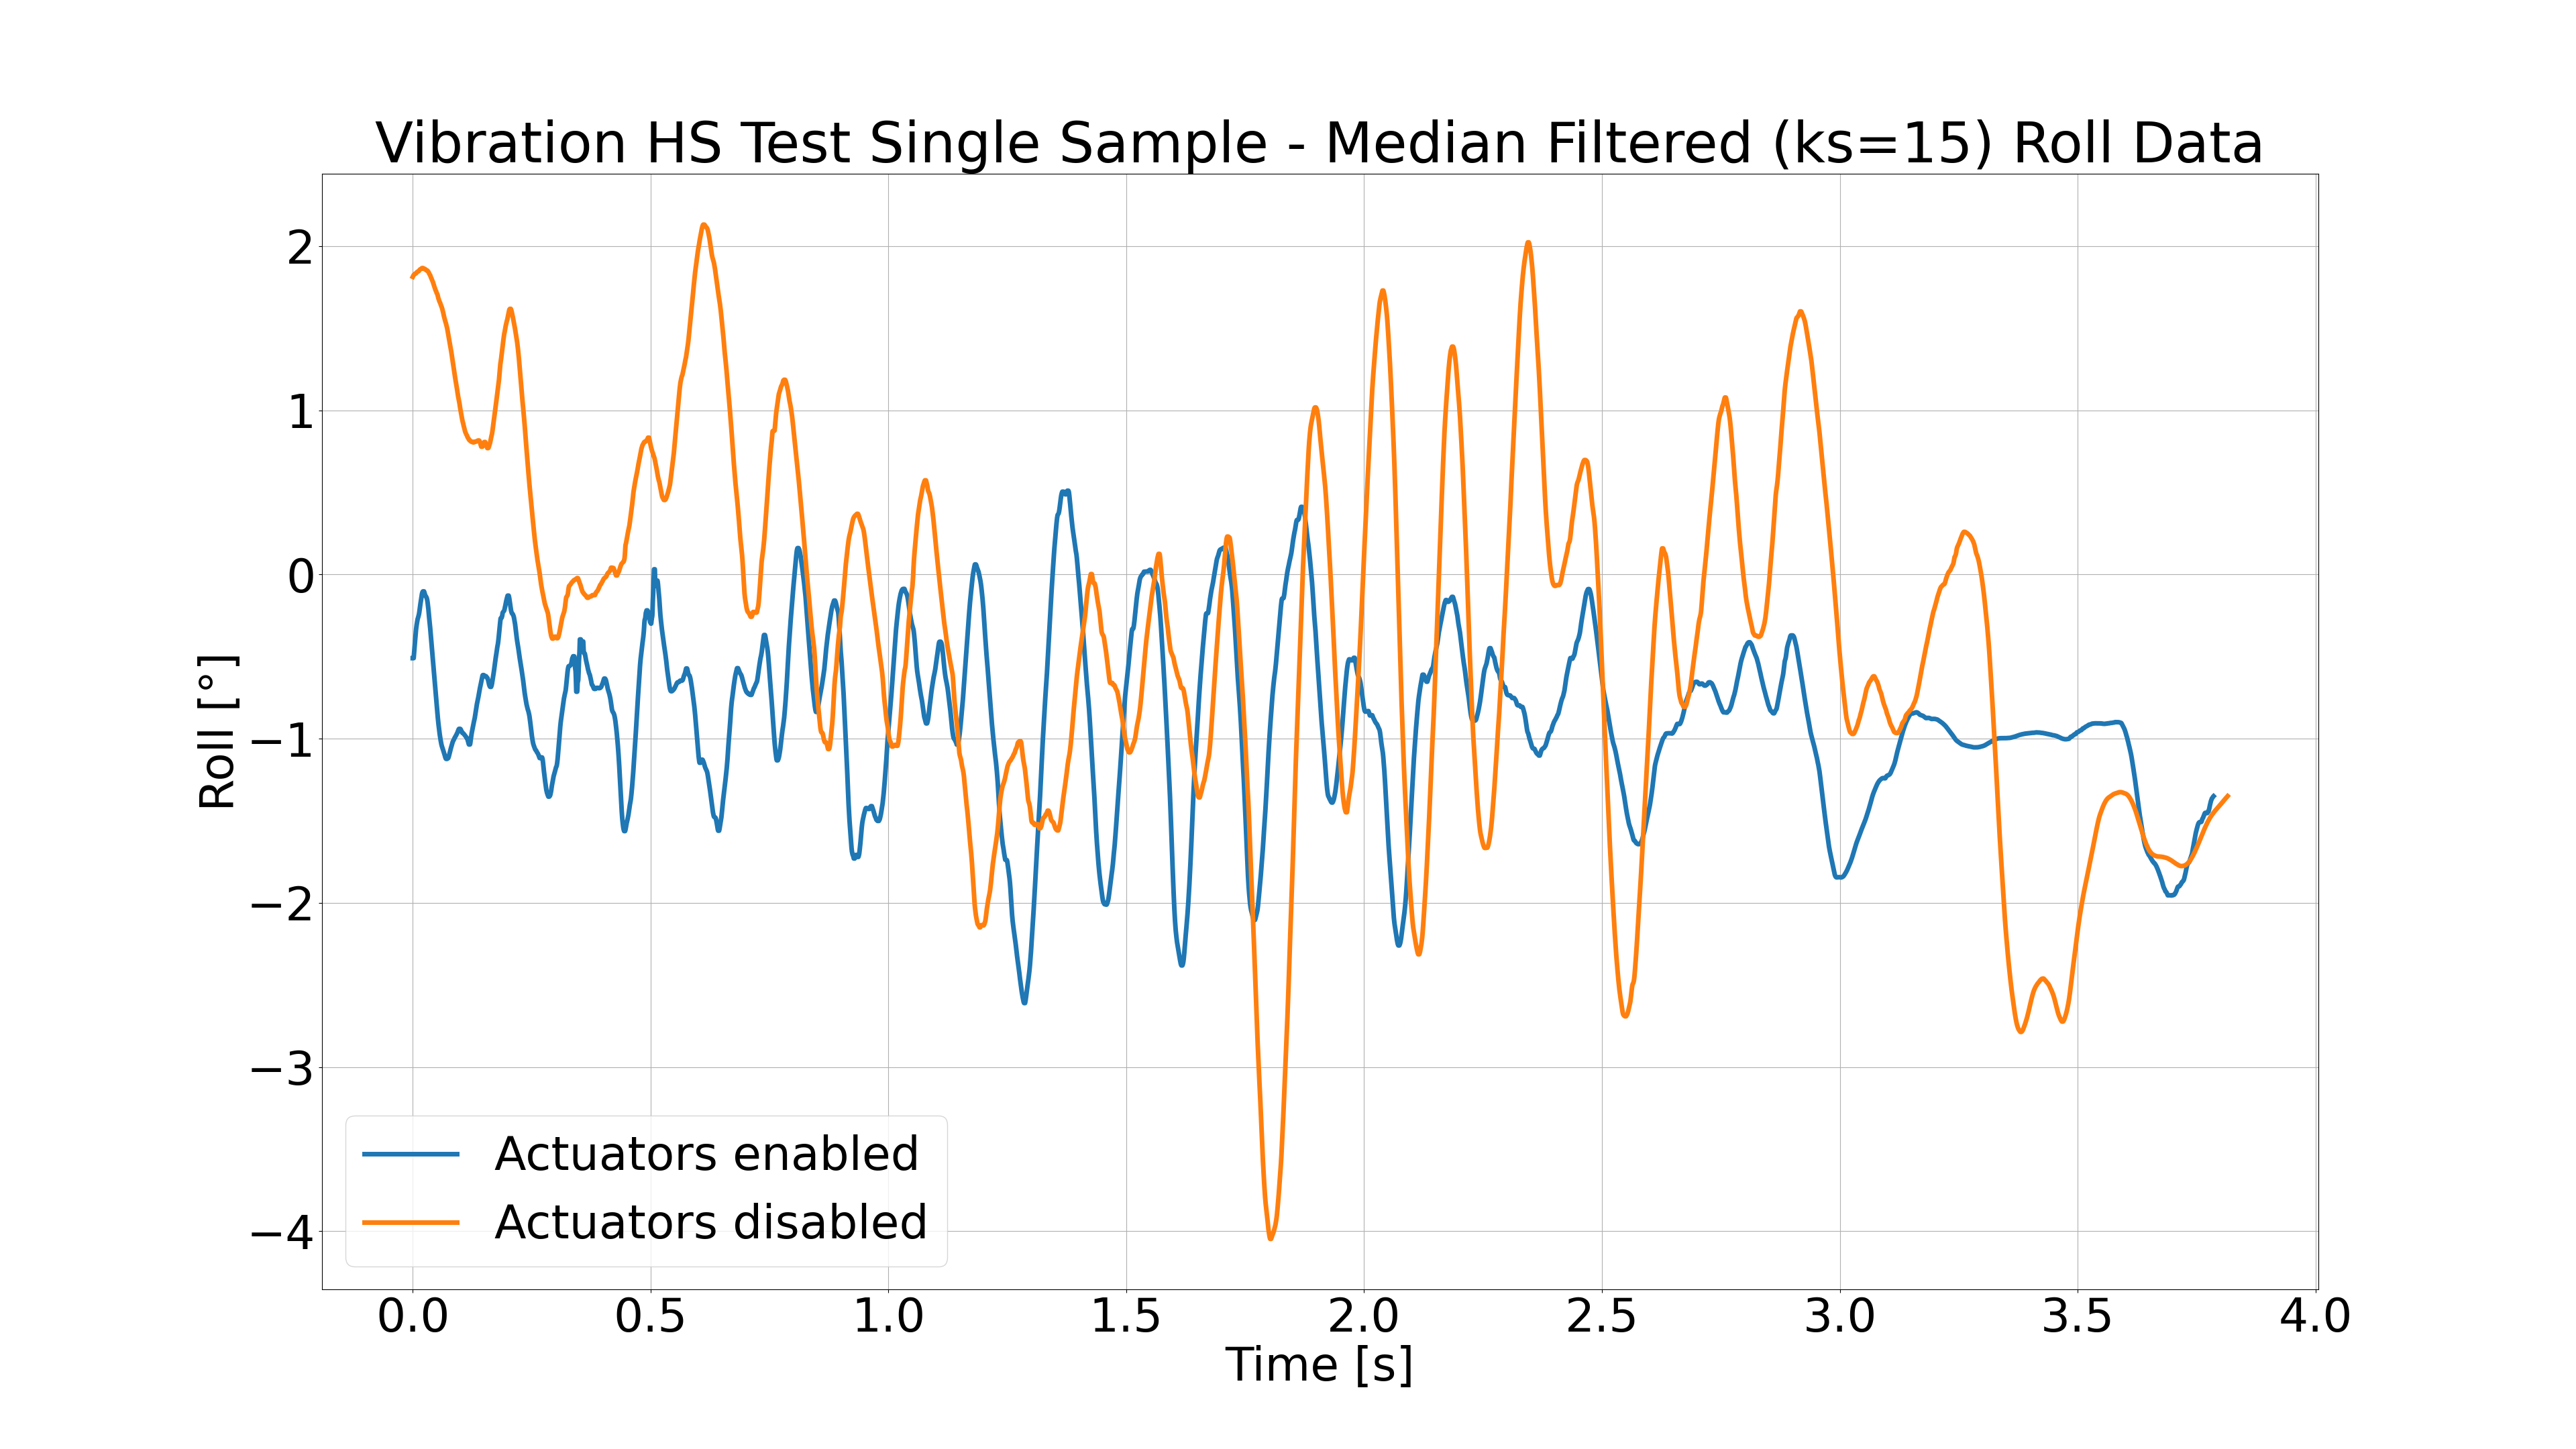 Vibration HS Test Single Sample - Median Filtered (ks=15) Roll Data
Roll [°]
2
1
0
−1
−2
−3
−4
Actuators enabled
Actuators disabled
0.0 0.5 1.0 1.5 2.0 2.5 3.0 3.5 4.0
Time [s]